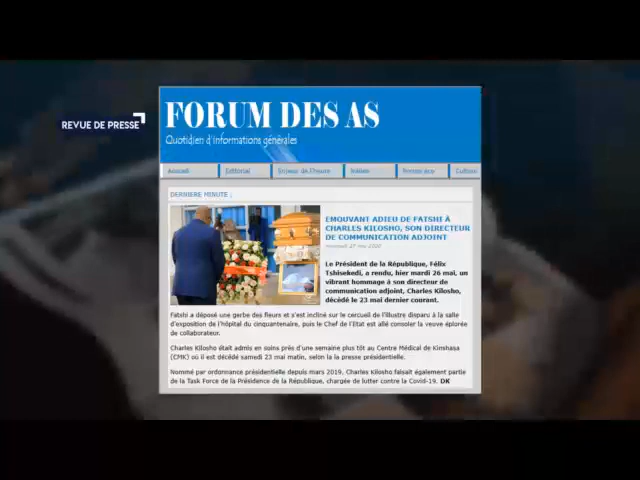 REVUE DE PRESSE
FORUM DES AS
Quotidien d'informations générales
Accueil Editorial Enjeux de l'heure Nation Forum éco Culture
DERNIERE MINUTE :
EMOUVANT ADIEU DE FATSHI À
CHARLES KILOSHO, SON DIRECTEUR
DE COMMUNICATION ADJOINT
mercredi 27 mai 2020
Le Président de la République, Félix
Tshisekedi, a rendu, hier mardi 26 mai, un
vibrant hommage à son directeur de
communication adjoint, Charles Kilosho,
décédé le 23 mai dernier courant.
Fatshi a déposé une gerbe des fleurs et s'est incliné sur le cercueil de l'illustre disparu à la salle
d'exposition de l'hôpital du cinquantenaire, puis le Chef de l'Etat est allé consoler la veuve éplorée
de collaborateur.
Charles Kilosho était admis en soins près d'une semaine plus tôt au Centre Médical de Kinshasa
(CMK) où il est décédé samedi 23 mai matin, selon la la presse présidentielle.
Nommé par ordonnance présidentielle depuis mars 2019, Charles Kilosho faisait également partie
de la Task Force de la Présidence de la République, chargée de lutter contre la Covid-19. DK